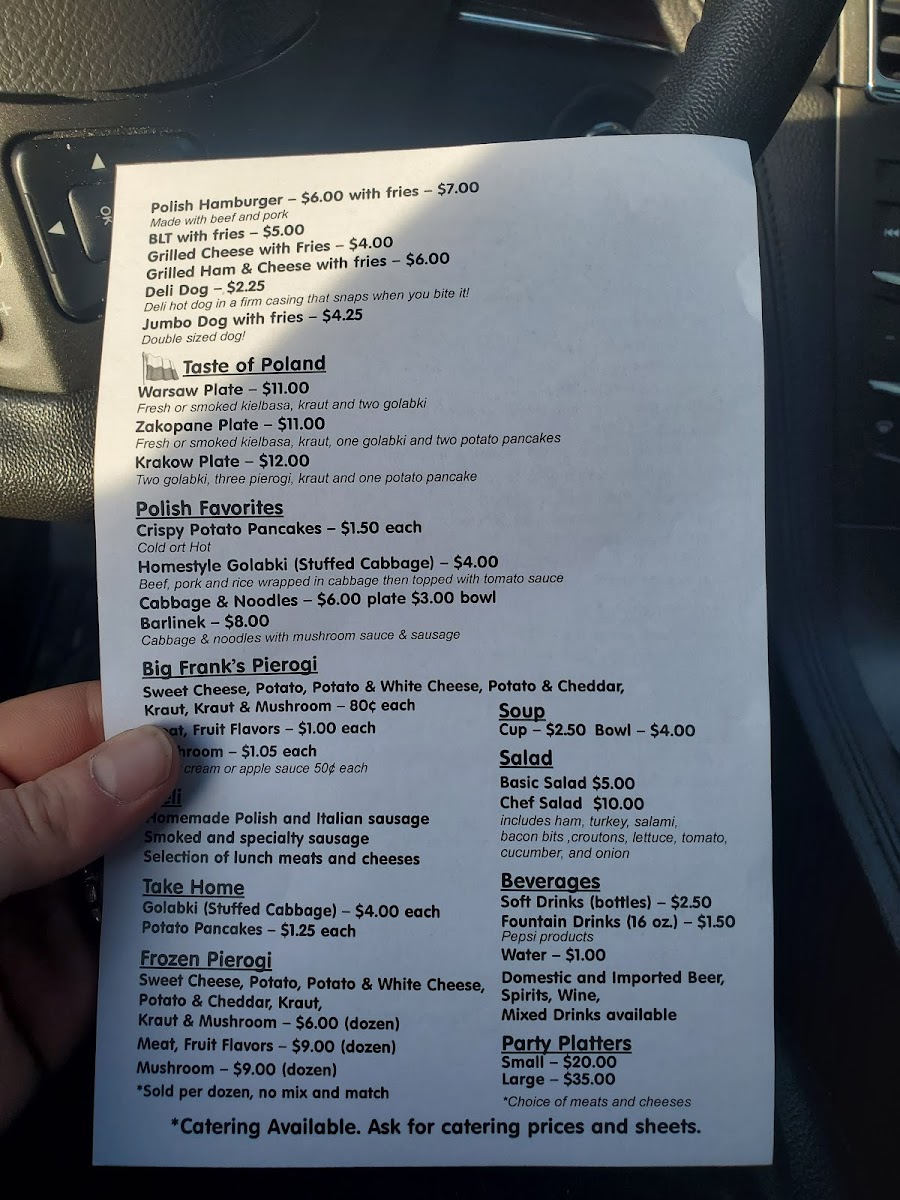 OK
Polish Hamburger – $6.00 with fries – $7.00
Made with beef and pork
BLT with fries – $5.00
Grilled Cheese with Fries – $4.00
Grilled Ham & Cheese with fries – $6.00
Deli Dog – $2.25
Deli hot dog in a firm casing that snaps when you bite it!
Jumbo Dog with fries – $4.25
Double sized dog!
Taste of Poland
Warsaw Plate – $11.00
Fresh or smoked kielbasa, kraut and two golabki
Zakopane Plate – $11.00
Fresh or smoked kielbasa, kraut, one golabki and two potato pancakes
Krakow Plate – $12.00
Two golabki, three pierogi, kraut and one potato pancake
Polish Favorites
Crispy Potato Pancakes – $1.50 each
Cold ort Hot
Homestyle Golabki (Stuffed Cabbage) – $4.00
Beef, pork and rice wrapped in cabbage then topped with tomato sauce
Cabbage & Noodles – $6.00 plate $3.00 bowl
Barlinek – $8.00
Cabbage & noodles with mushroom sauce & sausage
Big Frank's Pierogi
Sweet Cheese, Potato, Potato & White Cheese, Potato & Cheddar,
Kraut, Kraut & Mushroom – 80¢ each
Fruit Flavors – $1.00 each
– $1.05 each
cream or apple sauce 50¢ each
Homemade Polish and Italian sausage
Smoked and specialty sausage
Selection of lunch meats and cheeses
Take Home
Golabki (Stuffed Cabbage) – $4.00 each
Potato Pancakes – $1.25 each
Frozen Pierogi
Sweet Cheese, Potato, Potato & White Cheese,
Potato & Cheddar, Kraut,
Kraut & Mushroom – $6.00 (dozen)
Meat, Fruit Flavors – $9.00 (dozen)
Mushroom – $9.00 (dozen)
*Sold per dozen, no mix and match
Soup
Cup – $2.50 Bowl – $4.00
Salad
Basic Salad $5.00
Chef Salad $10.00
includes ham, turkey, salami,
bacon bits ,croutons, lettuce, tomato,
cucumber, and onion
Beverages
Soft Drinks (bottles) – $2.50
Fountain Drinks (16 oz.) – $1.50
Pepsi products
Water – $1.00
Domestic and Imported Beer,
Spirits, Wine,
Mixed Drinks available
Party Platters
Small – $20.00
Large – $35.00
*Choice of meats and cheeses
*Catering Available. Ask for catering prices and sheets.